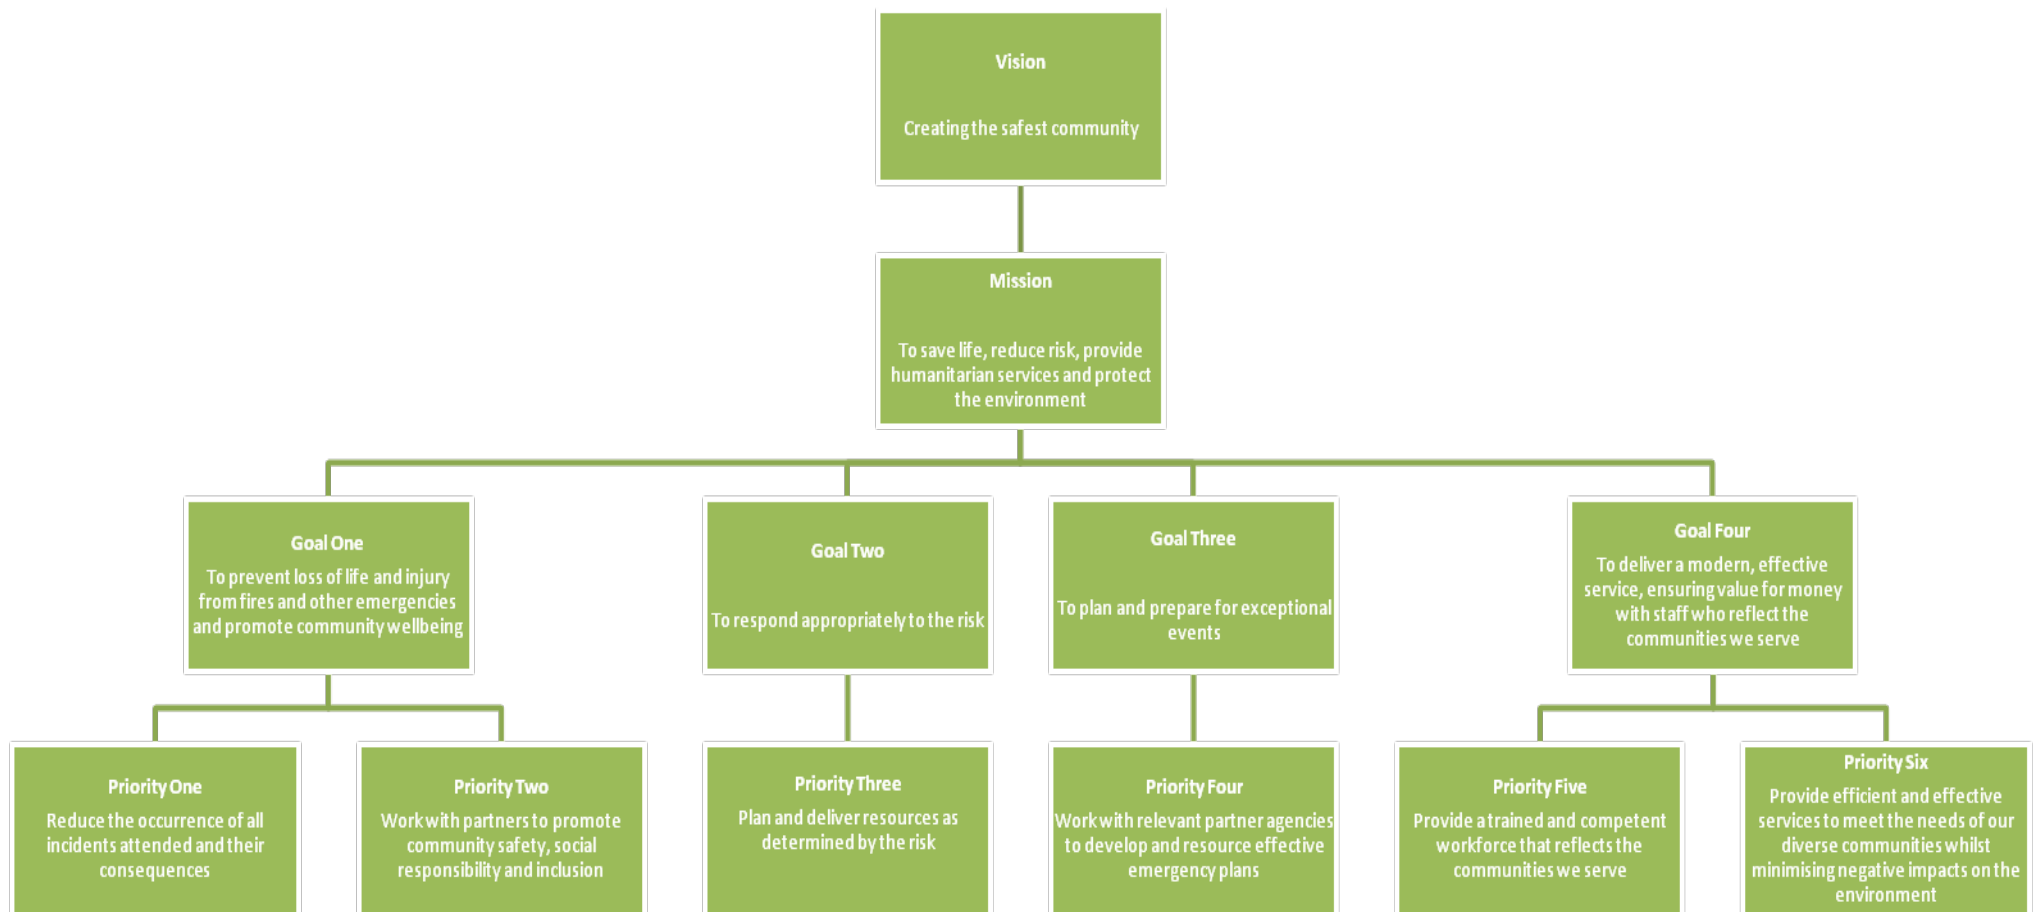 Vision
Creating the safest community
Mission
To save life, reduce risk, provide
humanitarian services and protect
the environment
Goal One
To prevent loss of life and injury
from fires and other emergencies
and promote community wellbeing
Goal Two
To respond appropriately to the risk
Goal Three
To plan and prepare for exceptional
events
Goal Four
To deliver a modern, effective
service, ensuring value for money
with staff who reflect the
communities we serve
Priority One
Reduce the occurrence of all
incidents attended and their
consequences
Priority Two
Work with partners to promote
community safety, social
responsibility and inclusion
Priority Three
Plan and deliver resources as
determined by the risk
Priority Four
Work with relevant partner agencies
to develop and resource effective
emergency plans
Priority Five
Provide a trained and competent
workforce that reflects the
communities we serve
Priority Six
Provide efficient and effective
services to meet the needs of our
diverse communities whilst
minimising negative impacts on the
environment